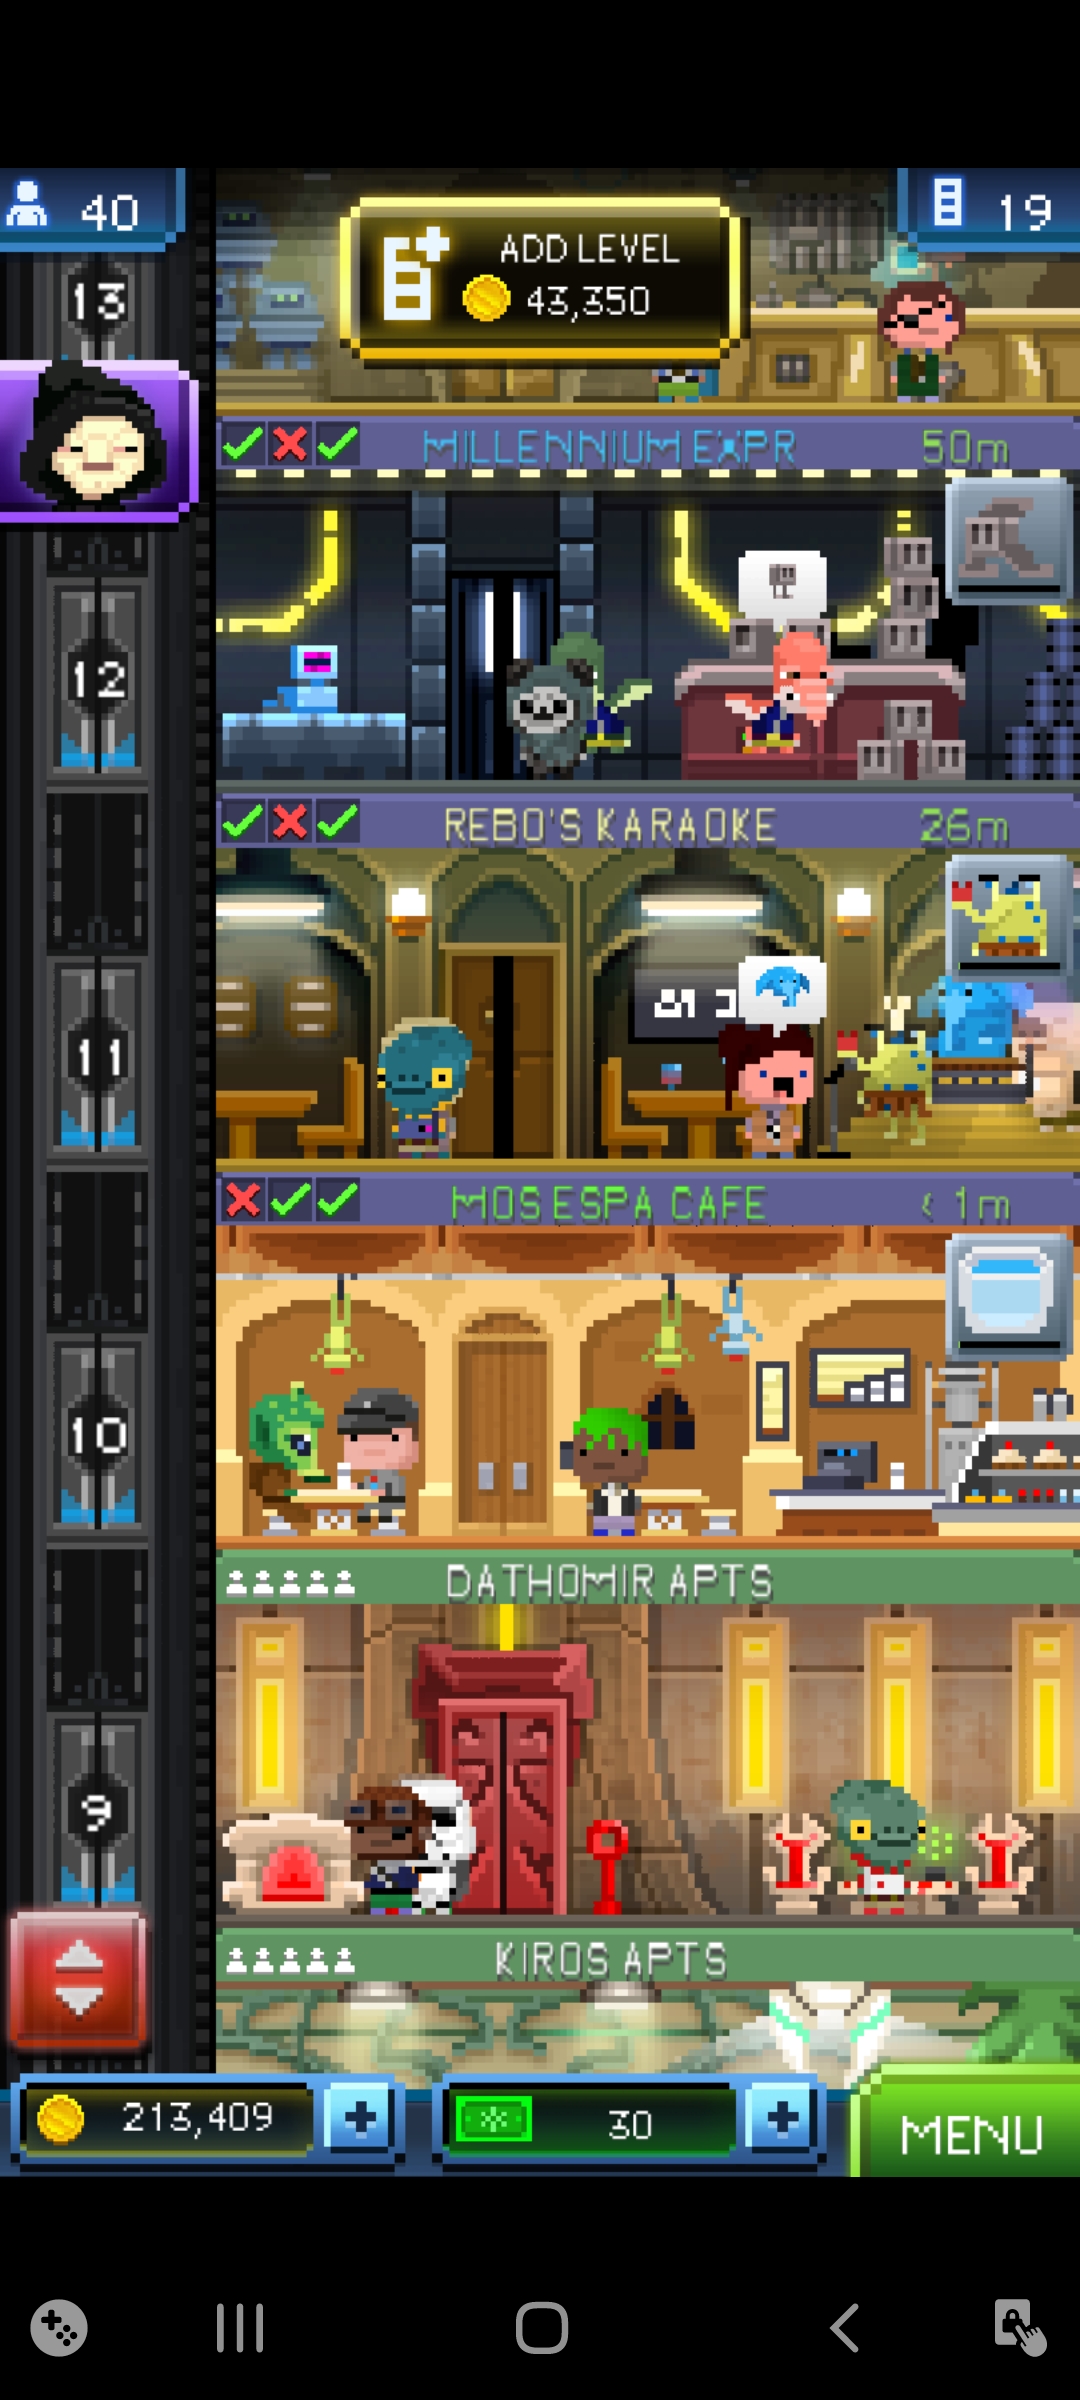 40
ADD LEVEL
43,350
19
13
MILLENNIUM EXPR
50m
12
REBO'S KARAOKE
26m
11
MOS ESPA CAFE
< 1m
10
DATHOMIR APTS
9
KIROS APTS
213,409
30
MENU